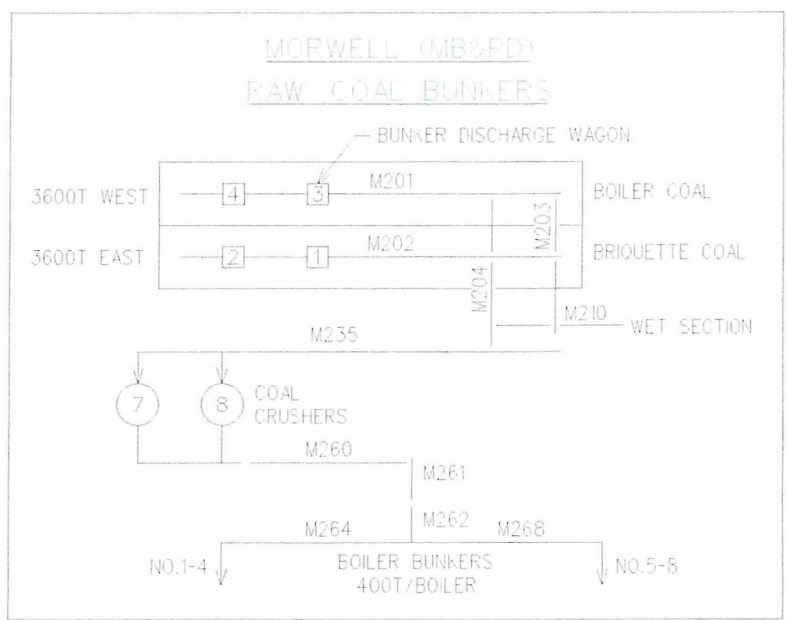 MORWELL (MB&PD)
RAW COAL BUNKERS
BUNKER DISCHARGE WAGON
3600T WEST
4
3
M201
BOILER COAL
M203
3600T EAST
2
1
M202
BRIQUETTE COAL
M204
M210
WET SECTION
M235
7
8
COAL
CRUSHERS
M260
M261
M264
M262
M268
NO.1-4
BOILER BUNKERS
400T/BOILER
NO.5-8